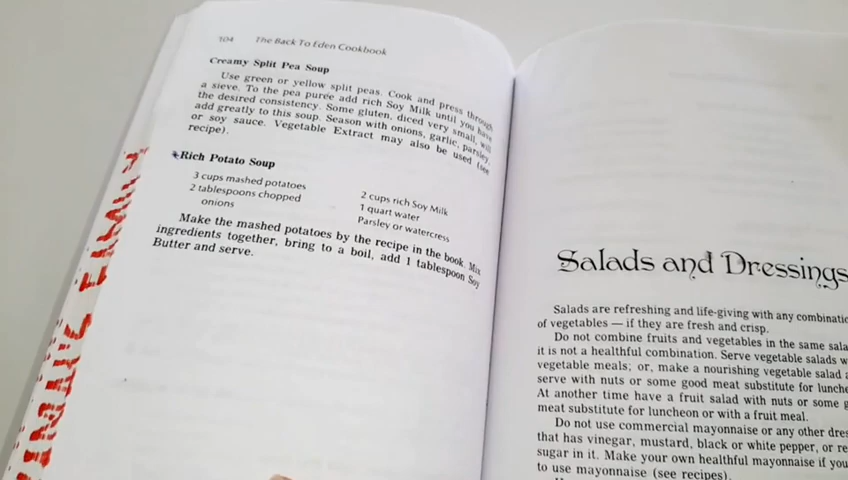 104 The Back To Eden Cookbook
Creamy Split Pea Soup
Use green or yellow split peas. Cook and press through
a sieve. To the pea purée add rich Soy Milk until you have
the desired consistency. Some gluten, diced very small, will
add greatly to this soup. Season with onions, garlic, parsley,
or soy sauce. Vegetable Extract may also be used (see
recipe).
Rich Potato Soup
3 cups mashed potatoes
2 tablespoons chopped
onions
2 cups rich Soy Milk
1 quart water
Parsley or watercress
Make the mashed potatoes by the recipe in the book. Mix
ingredients together, bring to a boil, add 1 tablespoon Soy
Butter and serve.
Salads and Dressings
Salads are refreshing and life-giving with any
of vegetables — if they are fresh and crisp.
Do not combine fruits and vegetables in the same
it is not a healthful combination. Serve vegetable salads
vegetable meals; or, make a nourishing vegetable salad
serve with nuts or some good meat substitute for
At another time have a fruit salad with nuts or some
meat substitute for luncheon or with a fruit meal.
Do not use commercial mayonnaise or any other
that has vinegar, mustard, black or white pepper, or
sugar in it. Make your own healthful mayonnaise if you
to use mayonnaise (see recipes).